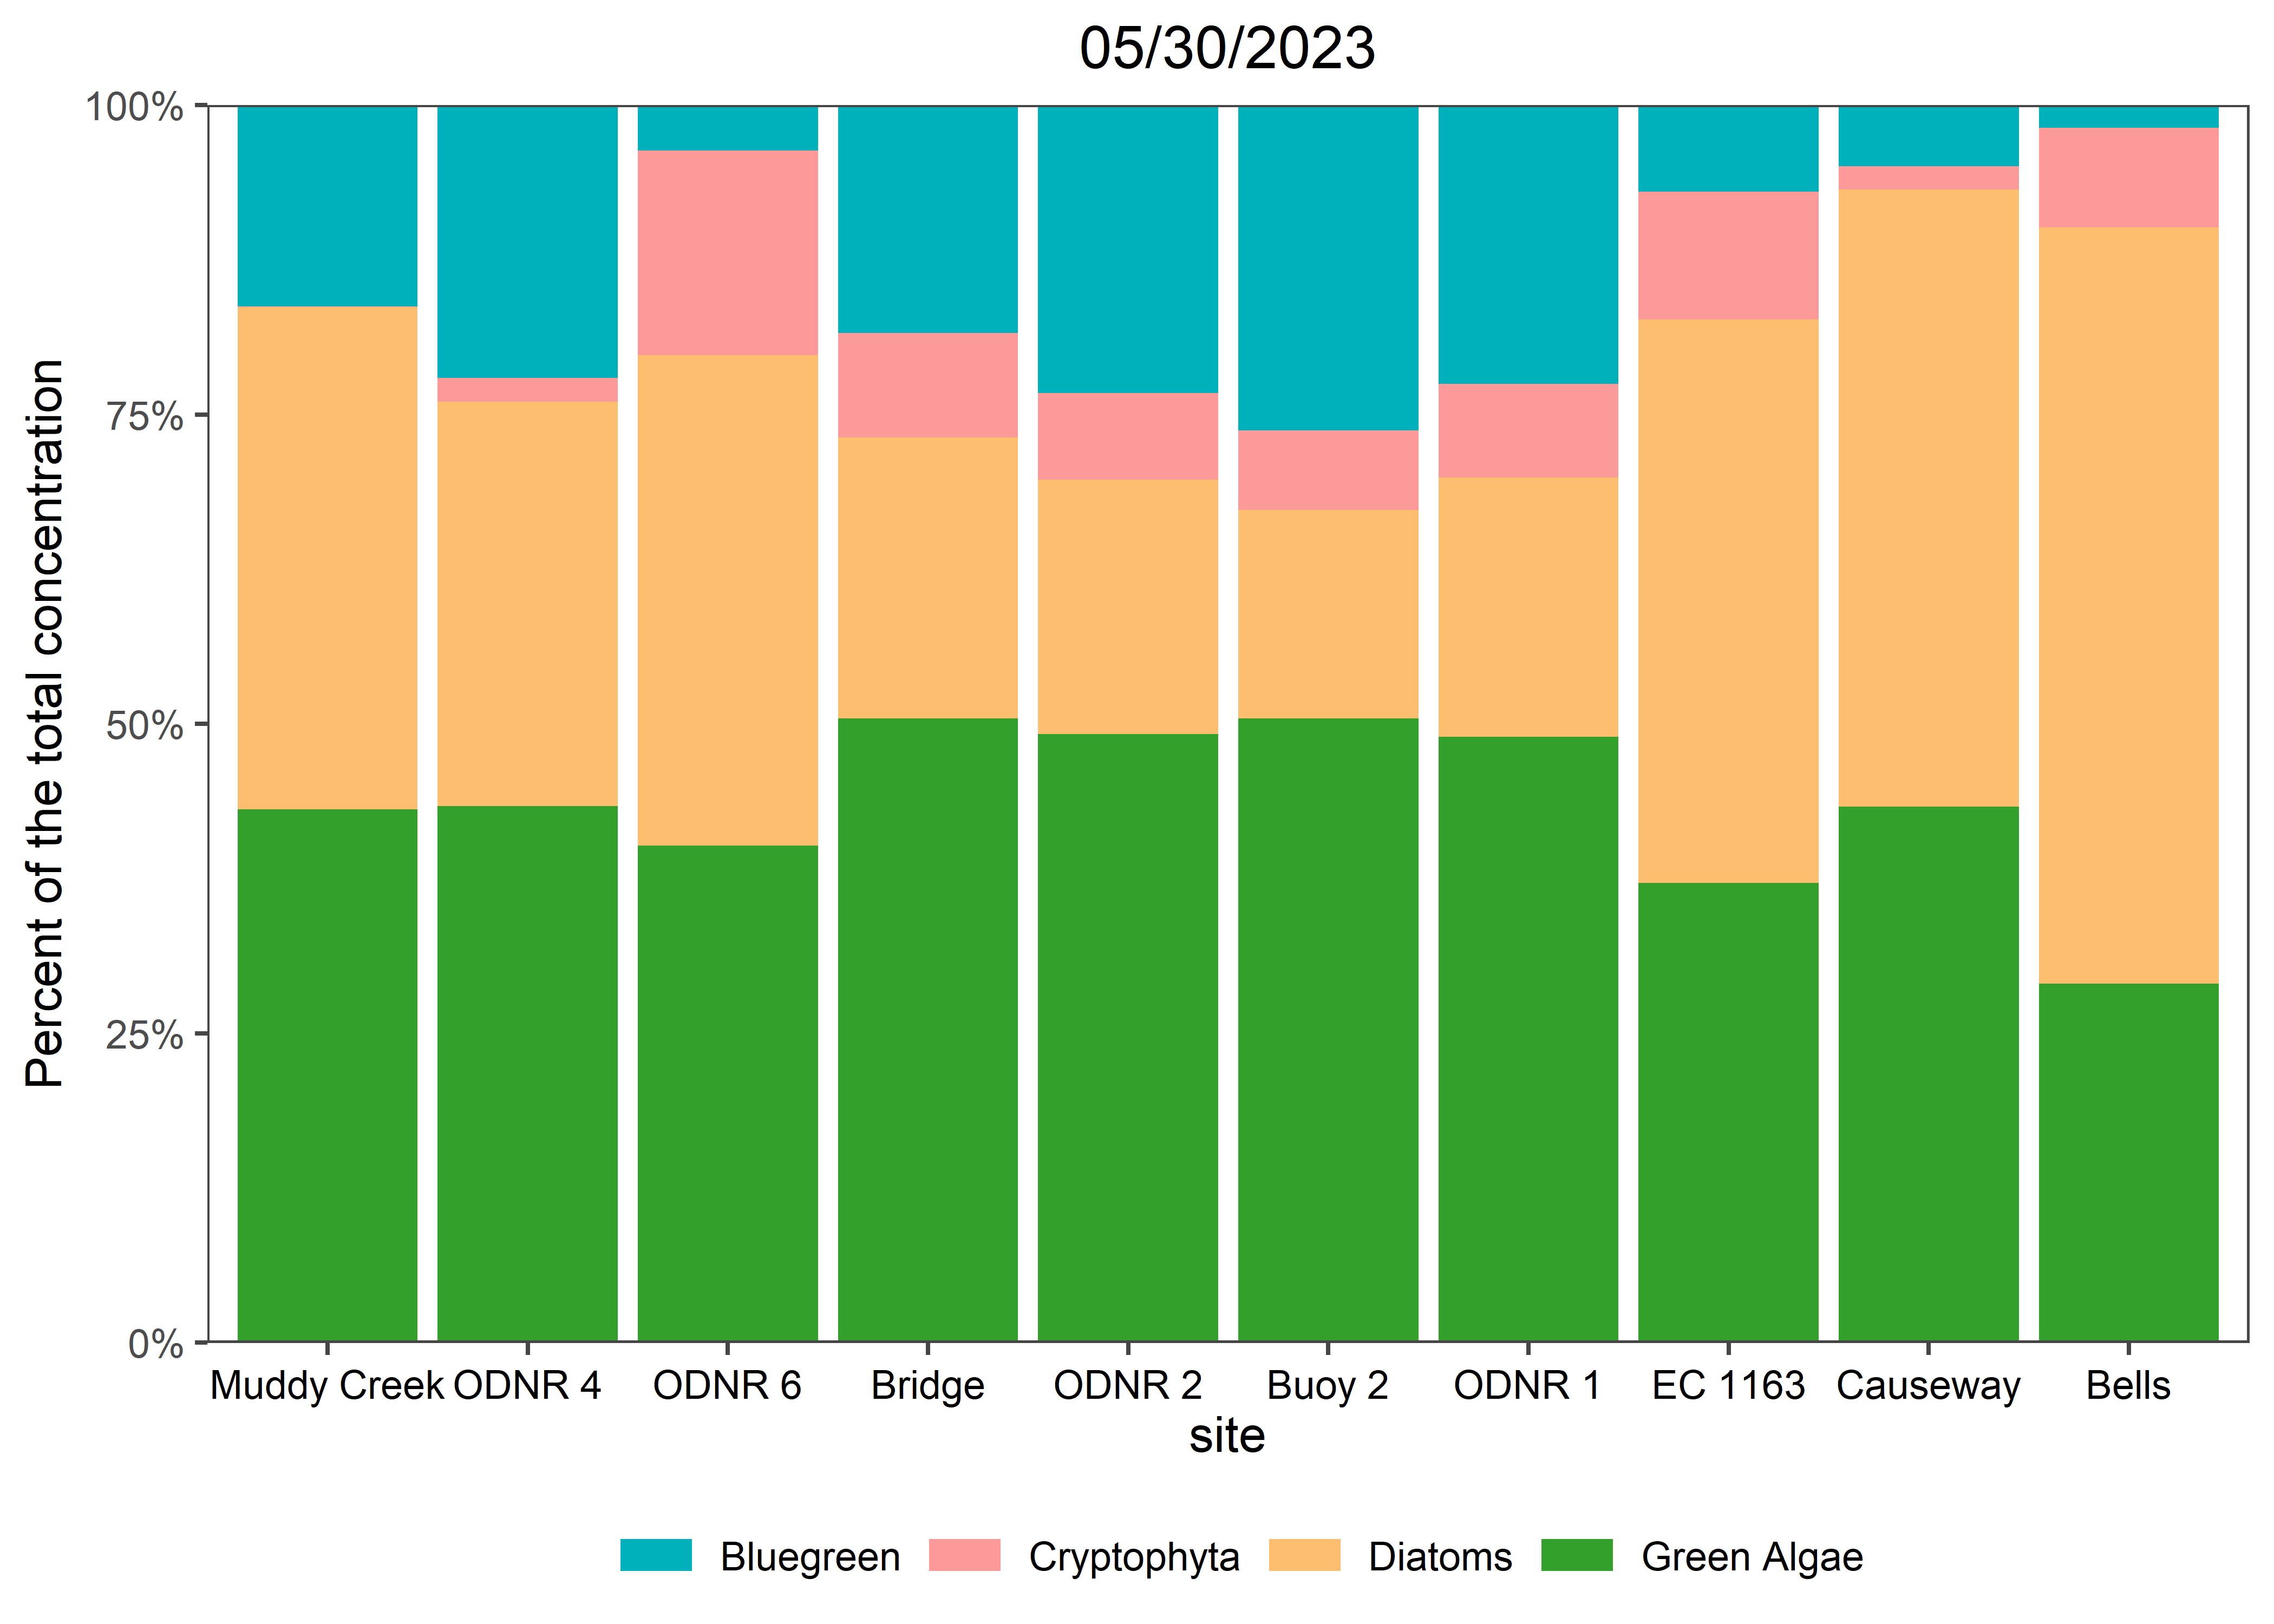 05/30/2023
Percent of the total concentration
100%
75%
50%
25%
0%
Muddy Creek ODNR 4 ODNR 6 Bridge ODNR 2 Buoy 2 ODNR 1 EC 1163 Causeway Bells
site
Bluegreen Cryptophyta Diatoms Green Algae